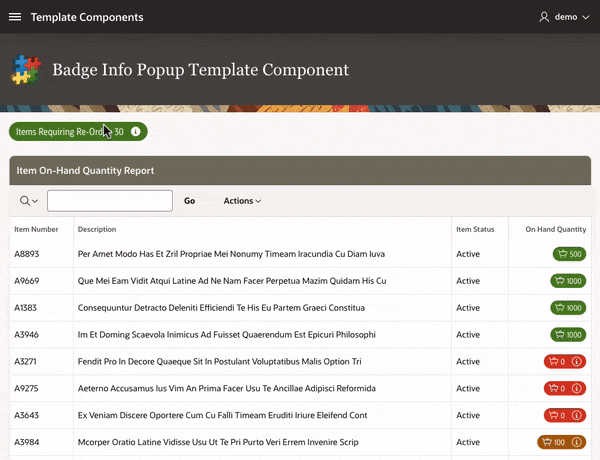 Template Components
demo
Badge Info Popup Template Component
Items Requiring Re-Ord 30
Item On-Hand Quantity Report
Go Actions
Item Number Description Item Status On Hand Quantity
A8893 Per Amet Modo Has Et Zril Propriae Mei Nonumy Timeam Iracundia Cu Diam Iuva Active 500
A9669 Que Mei Eam Vidit Atqui Latine Ad Ne Nam Facer Perpetua Mazim Quidam His Cu Active 1000
A1383 Consequuntur Detracto Deleniti Efficiendi Te His Eu Partem Graeci Constitua Active 1000
A3946 Im Et Doming Scaevola Inimicus Ad Fuisset Quaerendum Est Epicuri Philosophi Active 1000
A3271 Fendit Pro In Decore Quaeque Sit In Postulant Voluptatibus Malis Option Tri Active 0
A9275 Aeterno Accusamus Ius Vim An Prima Facer Usu Te Ancillae Adipisci Reformida Active 0
A3643 Ex Veniam Discere Oportere Cum Cu Falli Timeam Eruditi Iriure Eleifend Cont Active 0
A3984 Mcorper Oratio Latine Vidisse Usu Ut Te Pri Purto Veri Errem Invenire Scrip Active 100